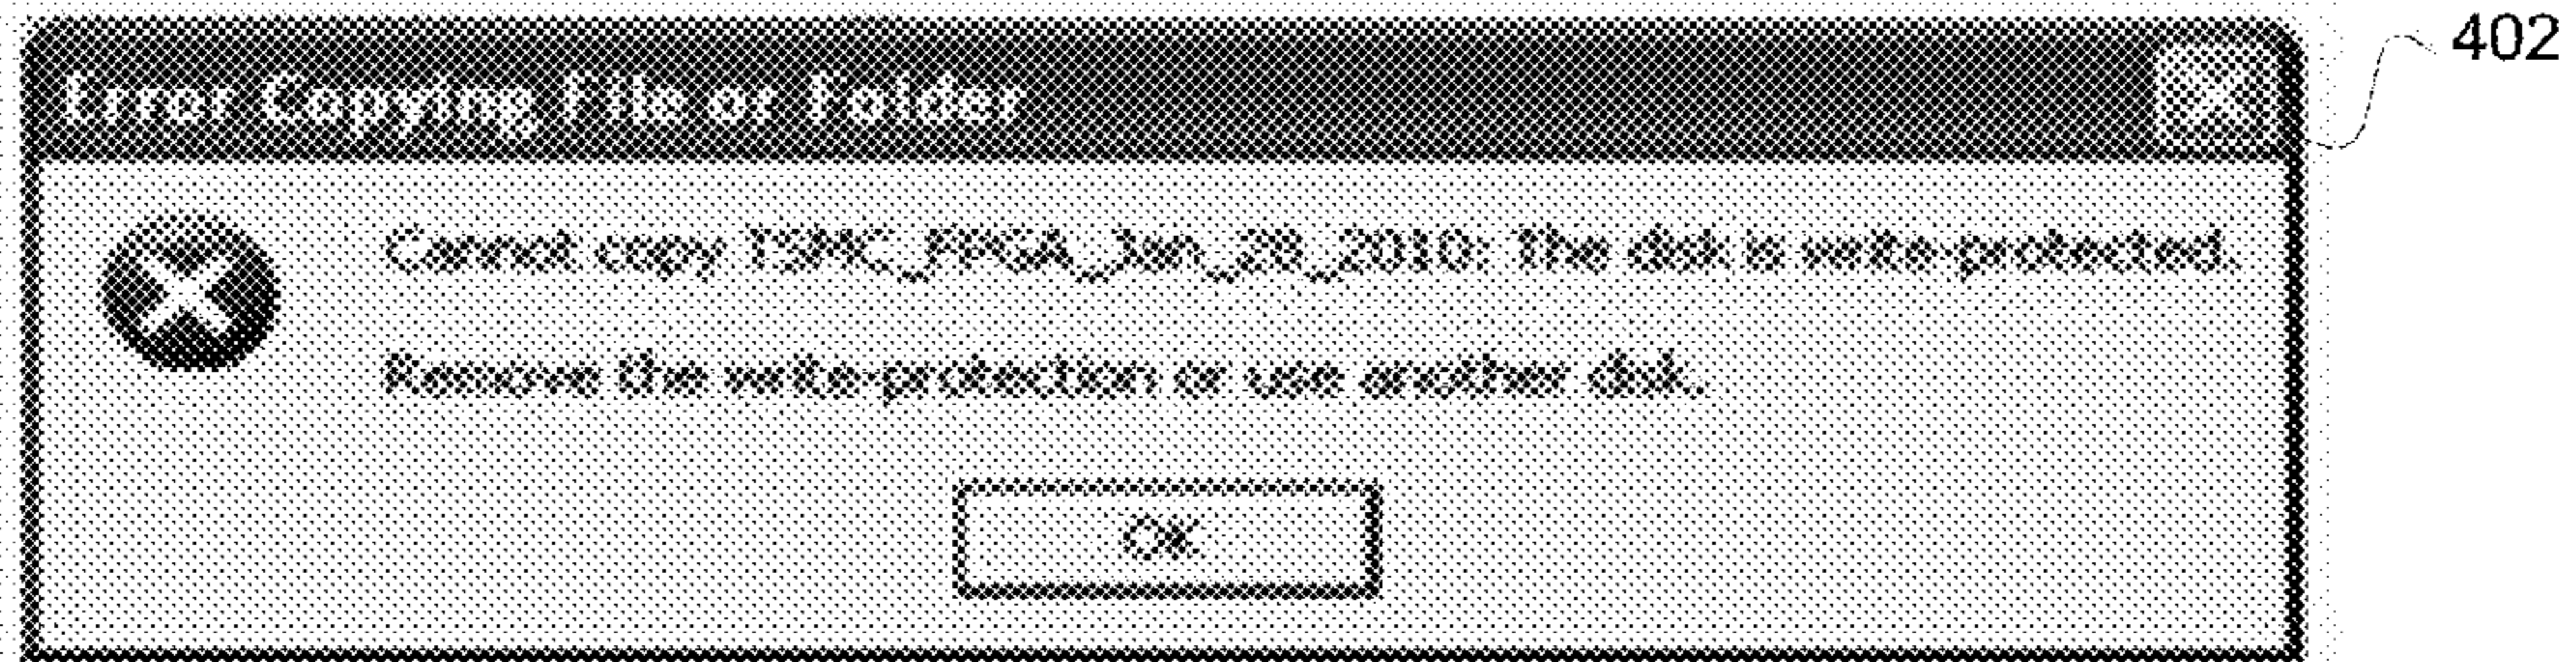 402
Error Copying File or Folder
Cannot copy TSMC_FPGA_Jan_28_2010: The disk is write-protected.
Remove the write-protection or use another disk.
OK